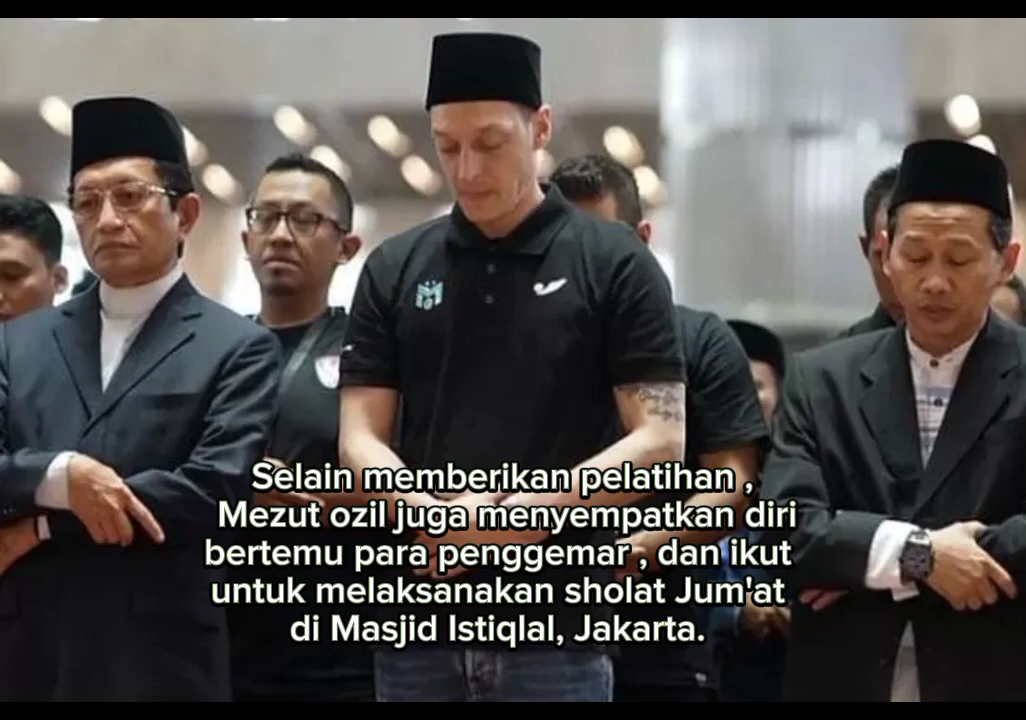 Selain memberikan pelatihan ,
Mezut ozil juga menyempatkan diri
bertemu para penggemar , dan ikut
untuk melaksanakan sholat Jum'at
di Masjid Istiqlal, Jakarta.